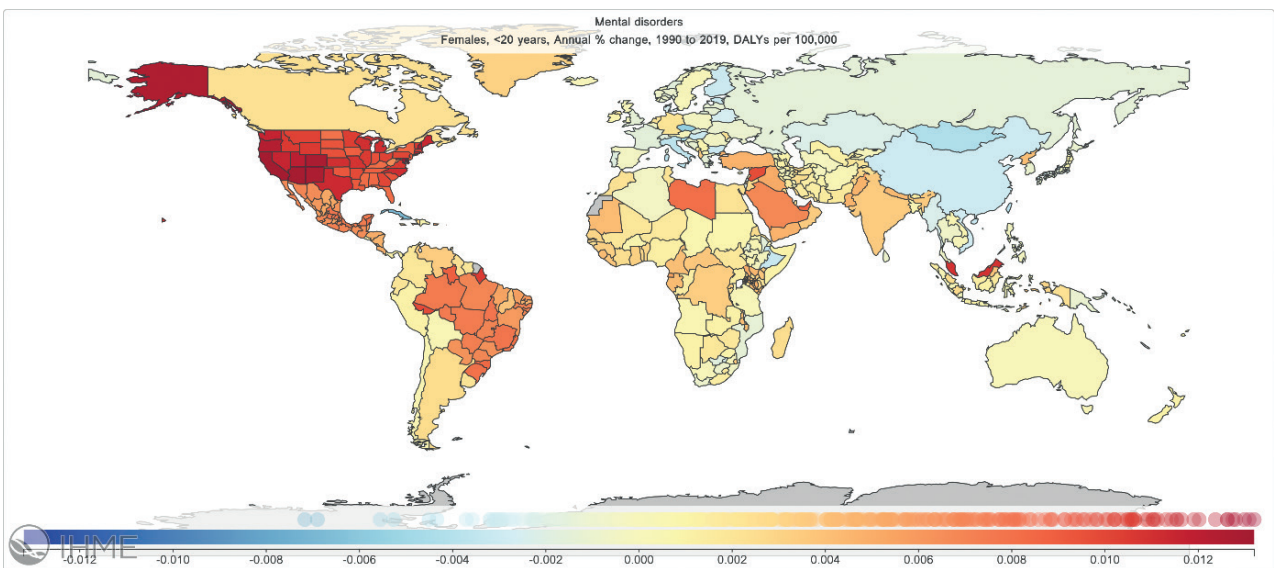 Mental disorders
Females, <20 years, Annual % change, 1990 to 2019, DALYs per 100,000
IHME
-0.012 -0.010 -0.008 -0.006 -0.004 -0.002 0.000 0.002 0.004 0.006 0.008 0.010 0.012